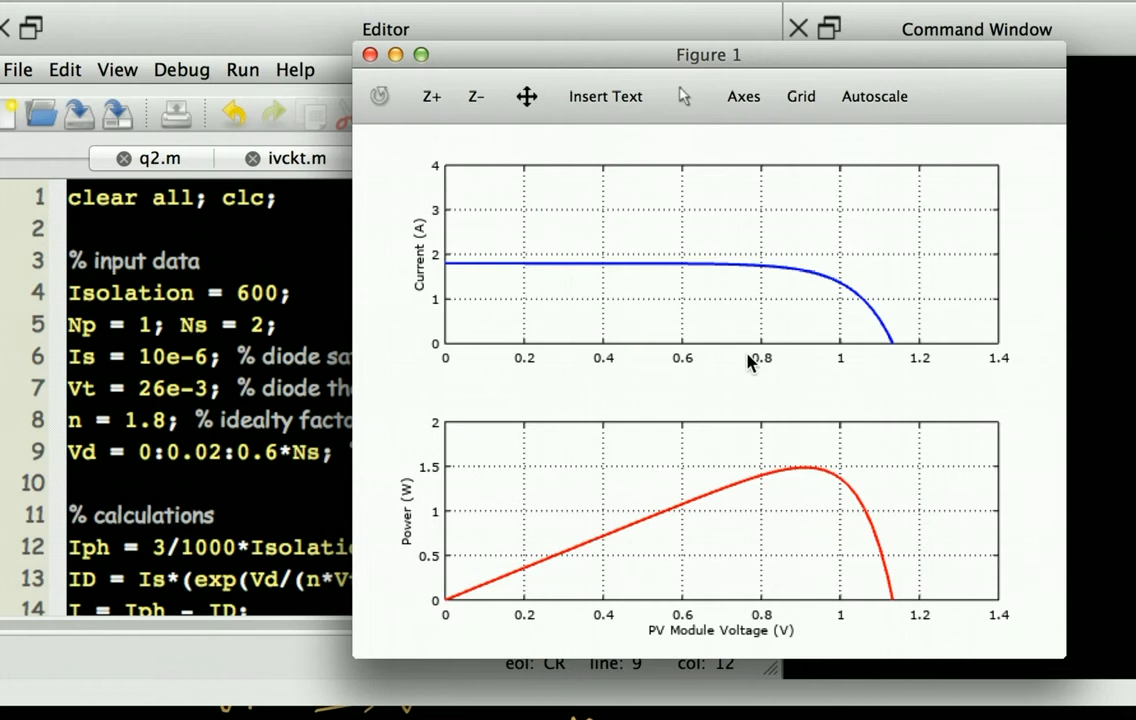 Editor
Command Window
File Edit View Debug Run Help
Figure 1
Z+ Z- Insert Text Axes Grid Autoscale
q2.m ivckt.m
1 clear all; clc;
2
3 % input data
4 Isolation = 600;
5 Np = 1; Ns = 2;
6 Is = 10e-6; % diode sa
7 Vt = 26e-3; % diode th
8 n = 1.8; % idealty facto
9 Vd = 0:0.02:0.6*Ns;
10
11 % calculations
12 Iph = 3/1000*Isolati
13 ID = Is*(exp(Vd/(n*V
14 I = Iph - ID;
4
3
2
1
0
Current (A)
0 0.2 0.4 0.6 0.8 1 1.2 1.4
2
1.5
1
0.5
0
Power (W)
0 0.2 0.4 0.6 0.8 1 1.2 1.4
PV Module Voltage (V)
eol: CR line: 9 col: 12